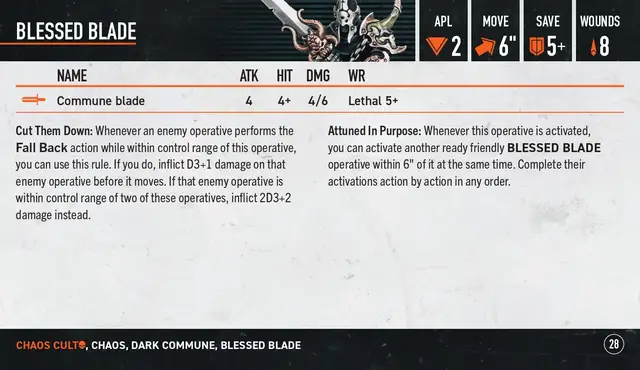 BLESSED BLADE
APL MOVE SAVE WOUNDS
2 6" 5+ 8
NAME ATK HIT DMG WR
Commune blade 4 4+ 4/6 Lethal 5+
Cut Them Down: Whenever an enemy operative performs the
Fall Back action while within control range of this operative,
you can use this rule. If you do, inflict D3+1 damage on that
enemy operative before it moves. If that enemy operative is
within control range of two of these operatives, inflict 2D3+2
damage instead.
Attuned In Purpose: Whenever this operative is activated,
you can activate another ready friendly BLESSED BLADE
operative within 6" of it at the same time. Complete their
activations action by action in any order.
CHAOS CULT, CHAOS, DARK COMMUNE, BLESSED BLADE
28